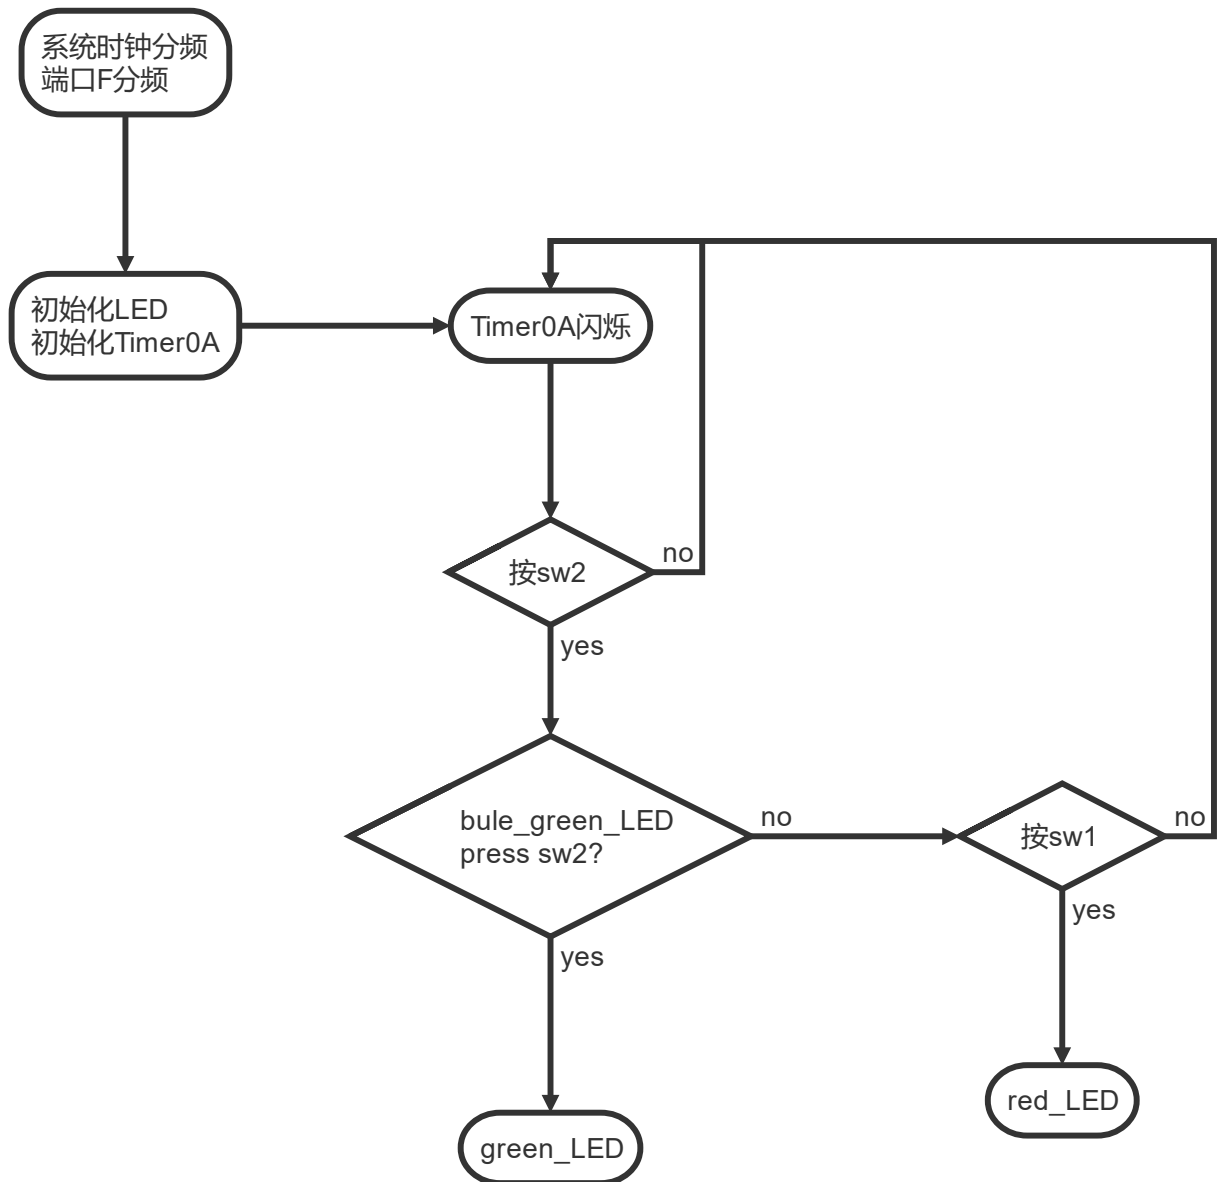 系统时钟分频
端口F分频
初始化LED
初始化Timer0A
Timer0A闪烁
按sw2
no
yes
bule_green_LED
press sw2?
no
按sw1
no
yes
yes
red_LED
green_LED